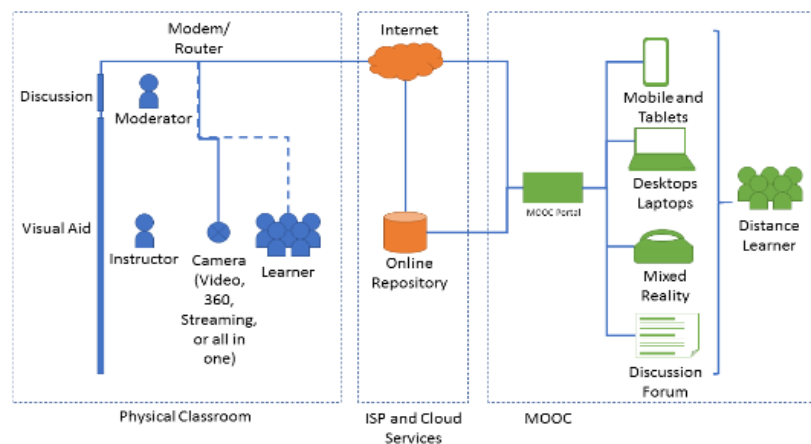 Modem/
Router
Discussion
Moderator
Visual Aid
Instructor
Camera
(Video,
360,
Streaming,
or all in
one)
Learner
Physical Classroom
Internet
Online
Repository
ISP and Cloud
Services
MOOC Portal
Mobile and
Tablets
Desktops
Laptops
Mixed
Reality
Discussion
Forum
Distance
Learner
MOOC